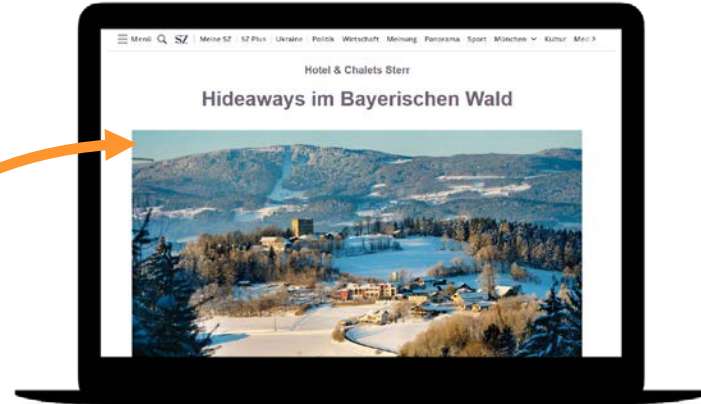 Menü SZ Meine SZ SZ Plus Ukraine Politik Wirtschaft Meinung Panorama Sport München Kultur Med
Hotel & Chalets Sterr
Hideaways im Bayerischen Wald